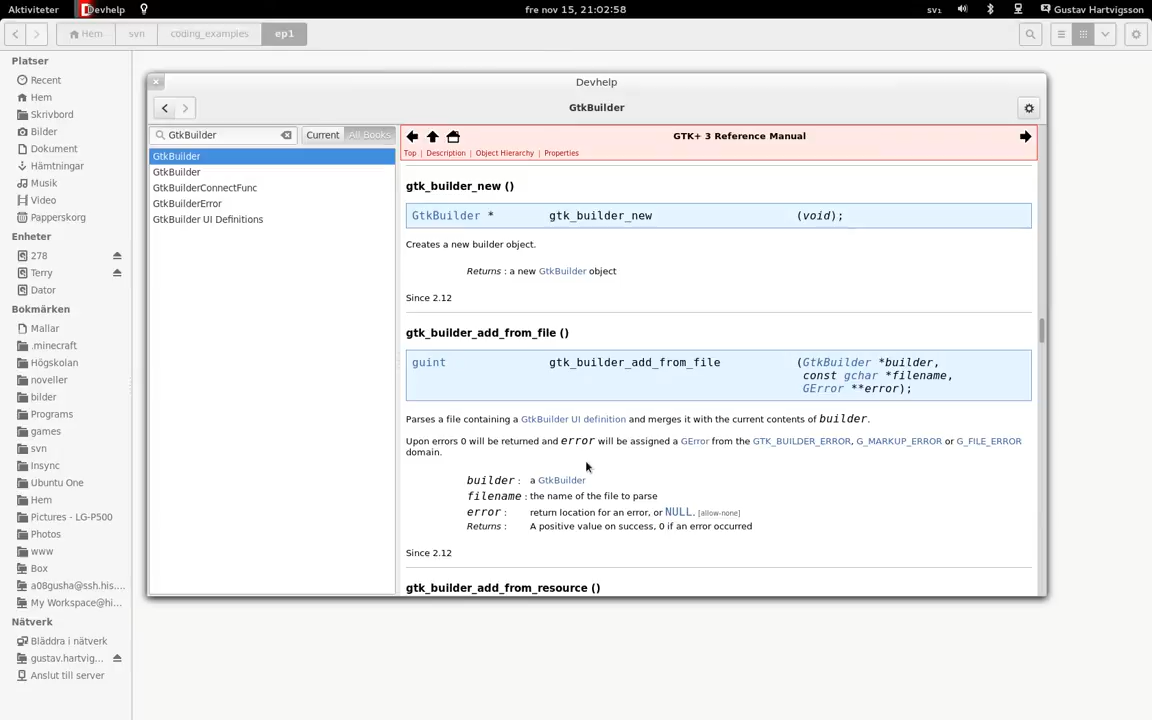 Aktiviteter Devhelp fre nov 15, 21:02:58 sv₁ Gustav Hartvigsson
Hem svn coding_examples ep1
Platser
Recent
Hem
Skrivbord
Bilder
Dokument
Hämtningar
Musik
Video
Papperskorg
Enheter
278
Terry
Dator
Bokmärken
Mallar
.minecraft
Högskolan
noveller
bilder
Programs
games
svn
Insync
Ubuntu One
Hem
Pictures - LG-P500
Photos
www
Box
a08gusha@ssh.his....
My Workspace@hi...
Nätverk
Bläddra i nätverk
gustav.hartvig...
Anslut till server
Devhelp
GtkBuilder
GtkBuilder Current All Books
GtkBuilder
GtkBuilder
GtkBuilderConnectFunc
GtkBuilderError
GtkBuilder UI Definitions
GTK+ 3 Reference Manual
Top | Description | Object Hierarchy | Properties
gtk_builder_new ()
GtkBuilder * gtk_builder_new (void);
Creates a new builder object.
Returns : a new GtkBuilder object
Since 2.12
gtk_builder_add_from_file ()
guint gtk_builder_add_from_file (GtkBuilder *builder,
const gchar *filename,
GError **error);
Parses a file containing a GtkBuilder UI definition and merges it with the current contents of builder.
Upon errors 0 will be returned and error will be assigned a GError from the GTK_BUILDER_ERROR, G_MARKUP_ERROR or G_FILE_ERROR
domain.
builder : a GtkBuilder
filename : the name of the file to parse
error : return location for an error, or NULL. [allow-none]
Returns : A positive value on success, 0 if an error occurred
Since 2.12
gtk_builder_add_from_resource ()